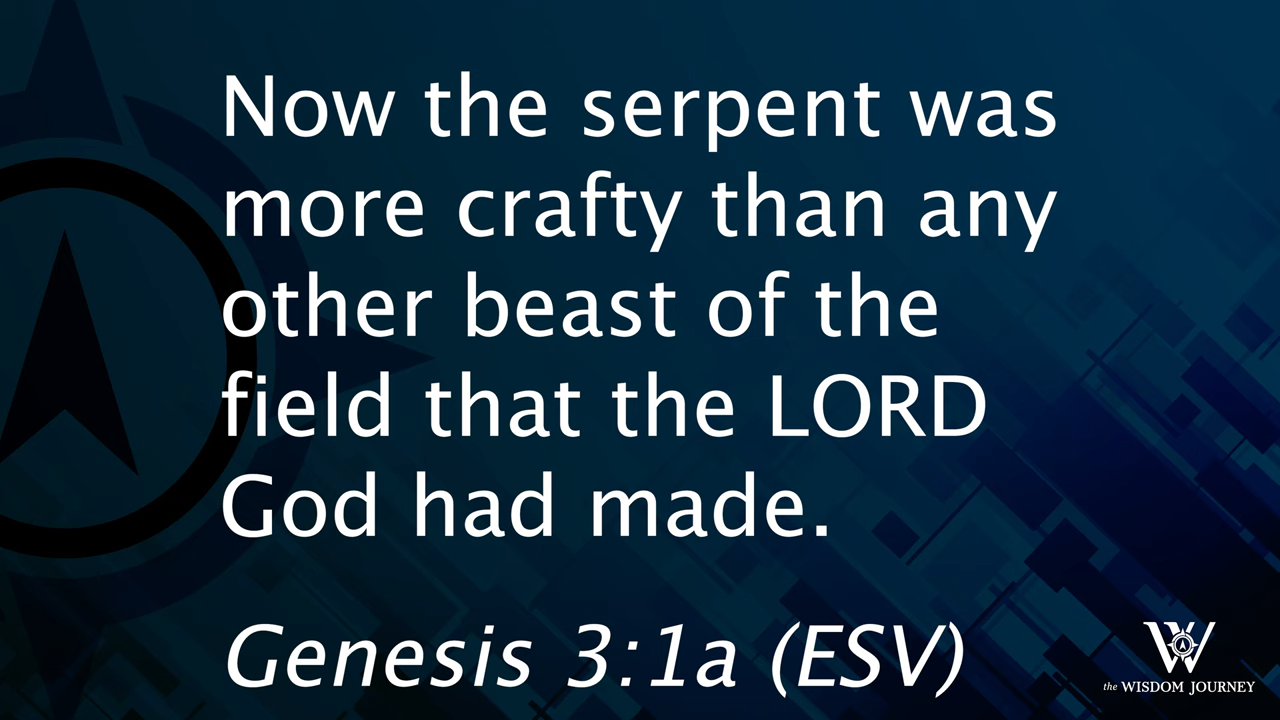 Now the serpent was
more crafty than any
other beast of the
field that the LORD
God had made.
Genesis 3:1a (ESV)
W
the WISDOM JOURNEY